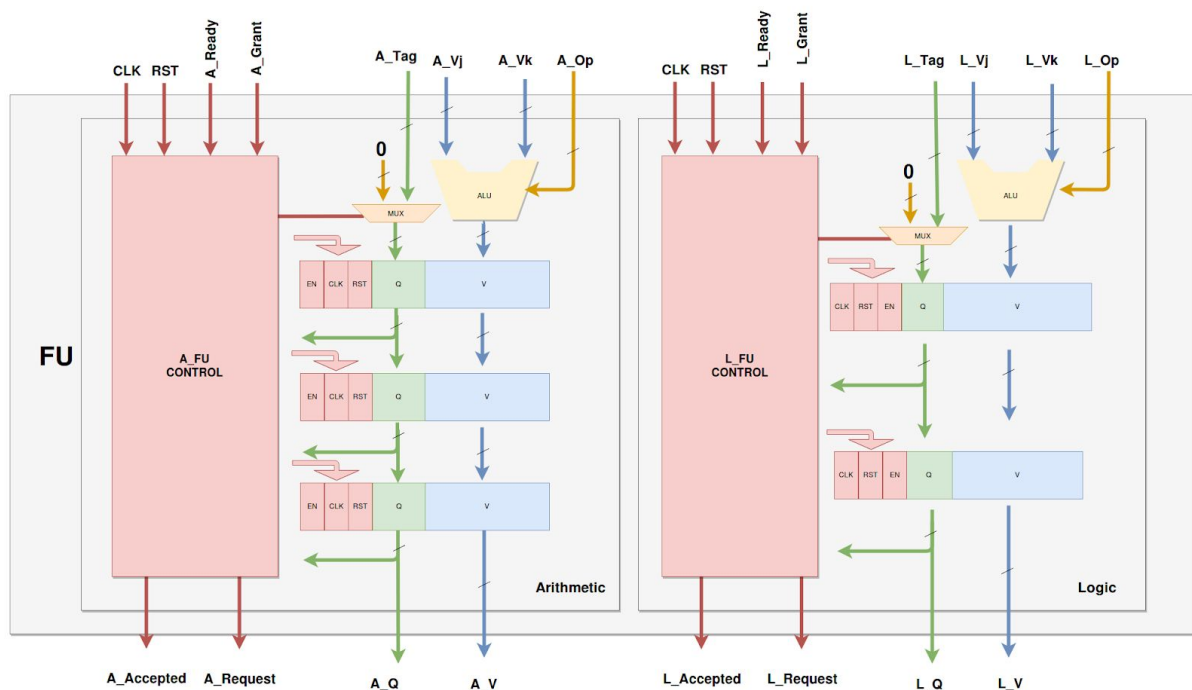 A_Ready A_Grant L_Ready L_Grant
CLK RST A_Tag A_Vj A_Vk A_Op CLK RST L_Tag L_Vj L_Vk L_Op
0 0
ALU ALU
MUX MUX
EN CLK RST Q V CLK RST EN Q V
FU A_FU CONTROL L_FU CONTROL
EN CLK RST Q V
CLK RST EN Q V
EN CLK RST Q V
Arithmetic Logic
A_Accepted A_Request A_Q A_V L_Accepted L_Request L_Q L_V